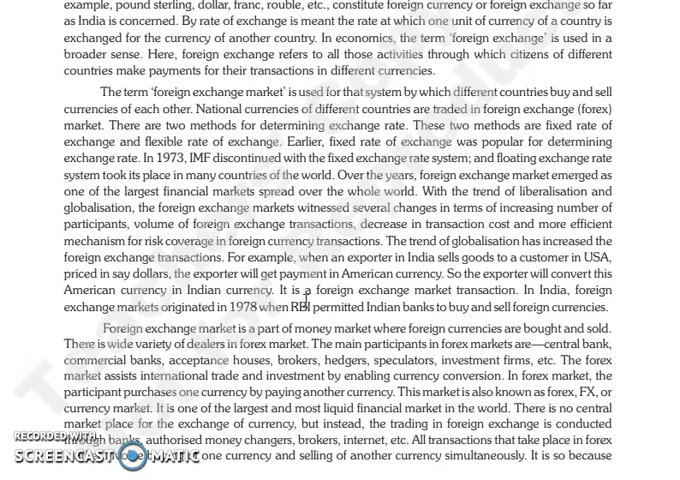 example, pound sterling, dollar, franc, rouble, etc., constitute foreign currency or foreign exchange so far
as India is concerned. By rate of exchange is meant the rate at which one unit of currency of a country is
exchanged for the currency of another country. In economics, the term ‘foreign exchange’ is used in a
broader sense. Here, foreign exchange refers to all those activities through which citizens of different
countries make payments for their transactions in different currencies.
The term ‘foreign exchange market’ is used for that system by which different countries buy and sell
currencies of each other. National currencies of different countries are traded in foreign exchange (forex)
market. There are two methods for determining exchange rate. These two methods are fixed rate of
exchange and flexible rate of exchange. Earlier, fixed rate of exchange was popular for determining
exchange rate. In 1973, IMF discontinued with the fixed exchange rate system; and floating exchange rate
system took its place in many countries of the world. Over the years, foreign exchange market emerged as
one of the largest financial markets spread over the whole world. With the trend of liberalisation and
globalisation, the foreign exchange markets witnessed several changes in terms of increasing number of
participants, volume of foreign exchange transactions, decrease in transaction cost and more efficient
mechanism for risk coverage in foreign currency transactions. The trend of globalisation has increased the
foreign exchange transactions. For example, when an exporter in India sells goods to a customer in USA,
priced in say dollars, the exporter will get payment in American currency. So the exporter will convert this
American currency in Indian currency. It is a foreign exchange market transaction. In India, foreign
exchange markets originated in 1978 when RBI permitted Indian banks to buy and sell foreign currencies.
Foreign exchange market is a part of money market where foreign currencies are bought and sold.
There is wide variety of dealers in forex market. The main participants in forex markets are—central bank,
commercial banks, acceptance houses, brokers, hedgers, speculators, investment firms, etc. The forex
market assists international trade and investment by enabling currency conversion. In forex market, the
participant purchases one currency by paying another currency. This market is also known as forex, FX, or
currency market. It is one of the largest and most liquid financial market in the world. There is no central
market place for the exchange of currency, but instead, the trading in foreign exchange is conducted
through banks, authorised money changers, brokers, internet, etc. All transactions that take place in forex
one currency and selling of another currency simultaneously. It is so because
RECORDED WITH
SCREENCAST MATIC